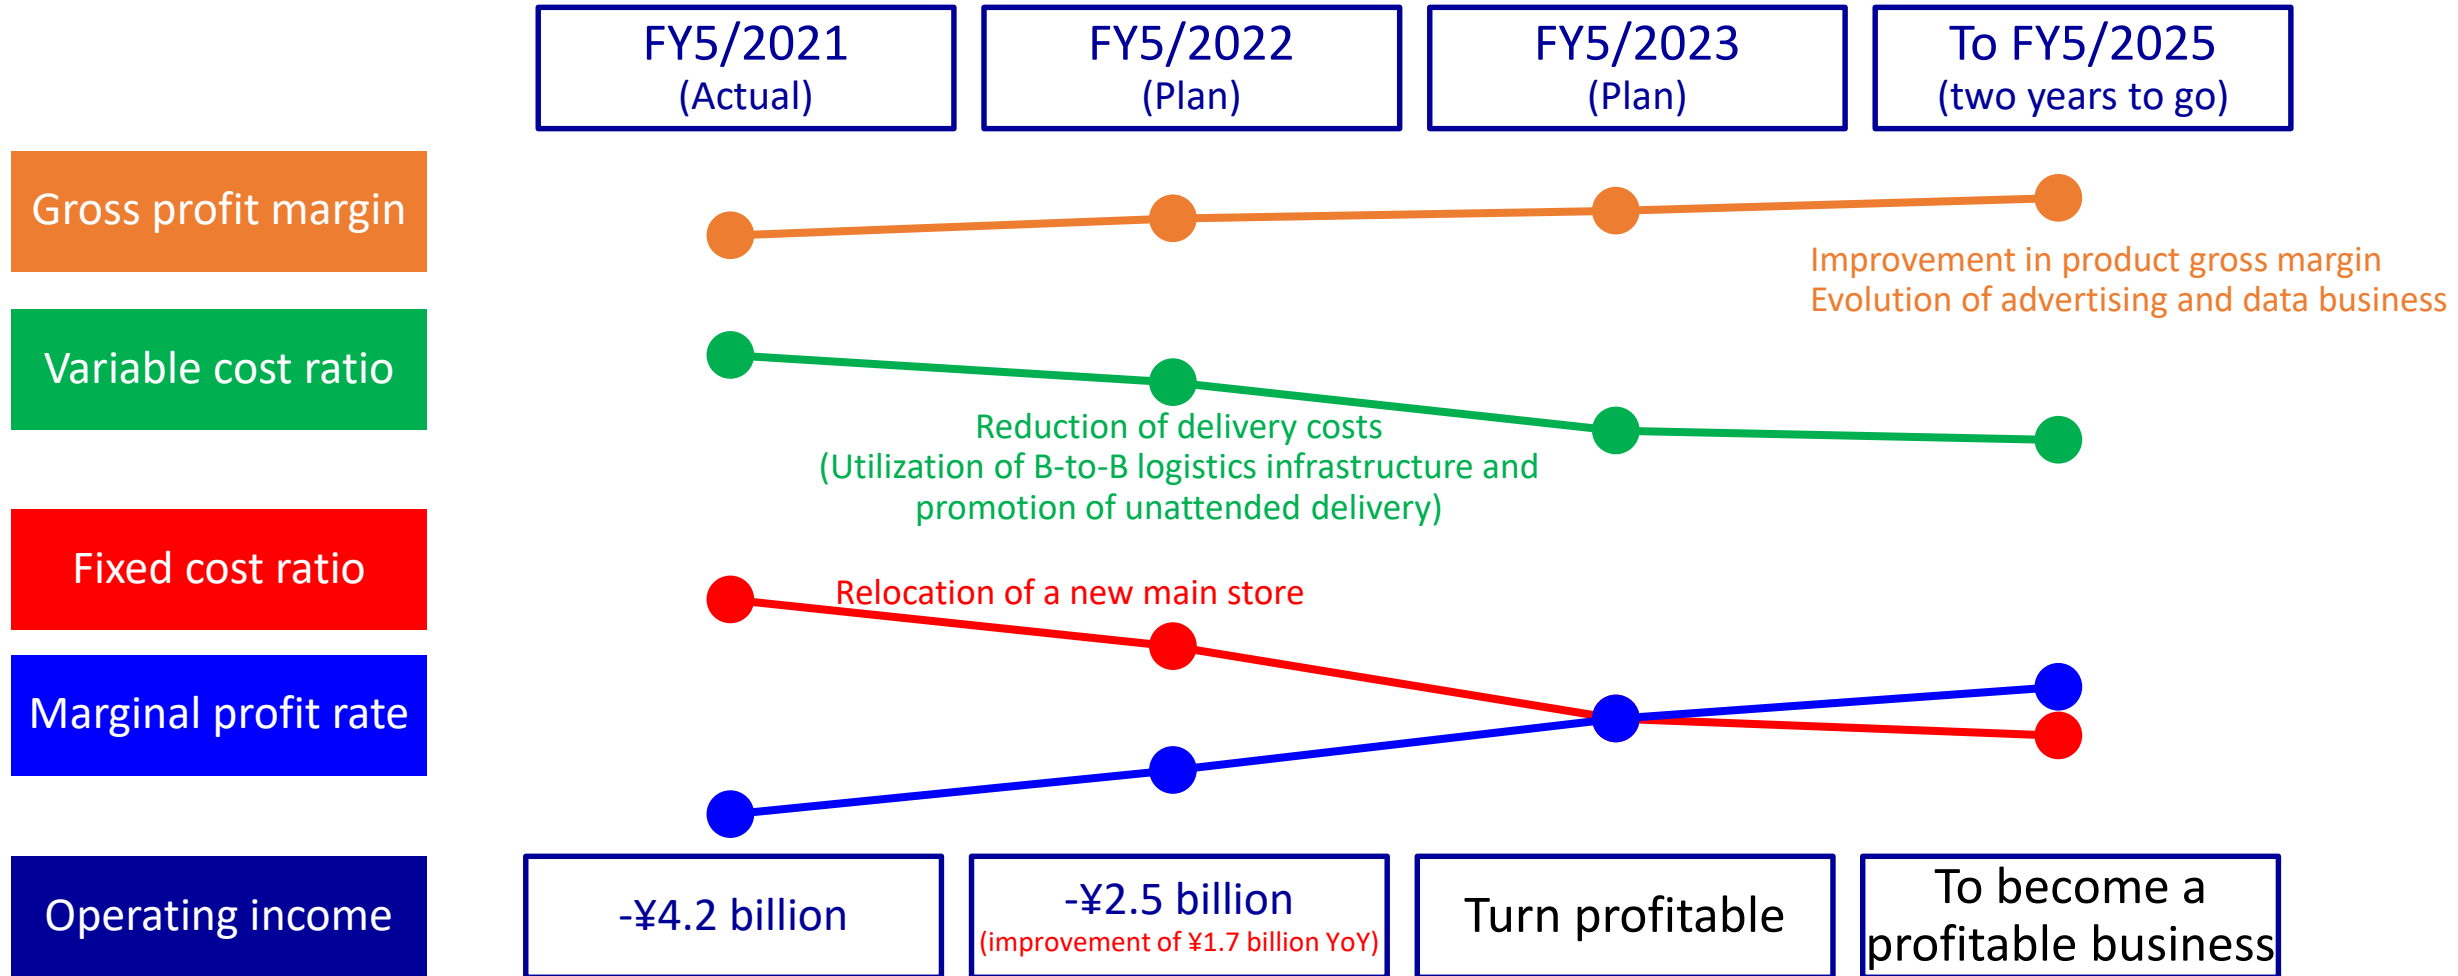 FY5/2021
(Actual)
FY5/2022
(Plan)
FY5/2023
(Plan)
To FY5/2025
(two years to go)
Gross profit margin
Improvement in product gross margin
Evolution of advertising and data business
Variable cost ratio
Reduction of delivery costs
(Utilization of B-to-B logistics infrastructure and
promotion of unattended delivery)
Fixed cost ratio
Relocation of a new main store
Marginal profit rate
Operating income
-¥4.2 billion
-¥2.5 billion
(improvement of ¥1.7 billion YoY)
Turn profitable
To become a
profitable business